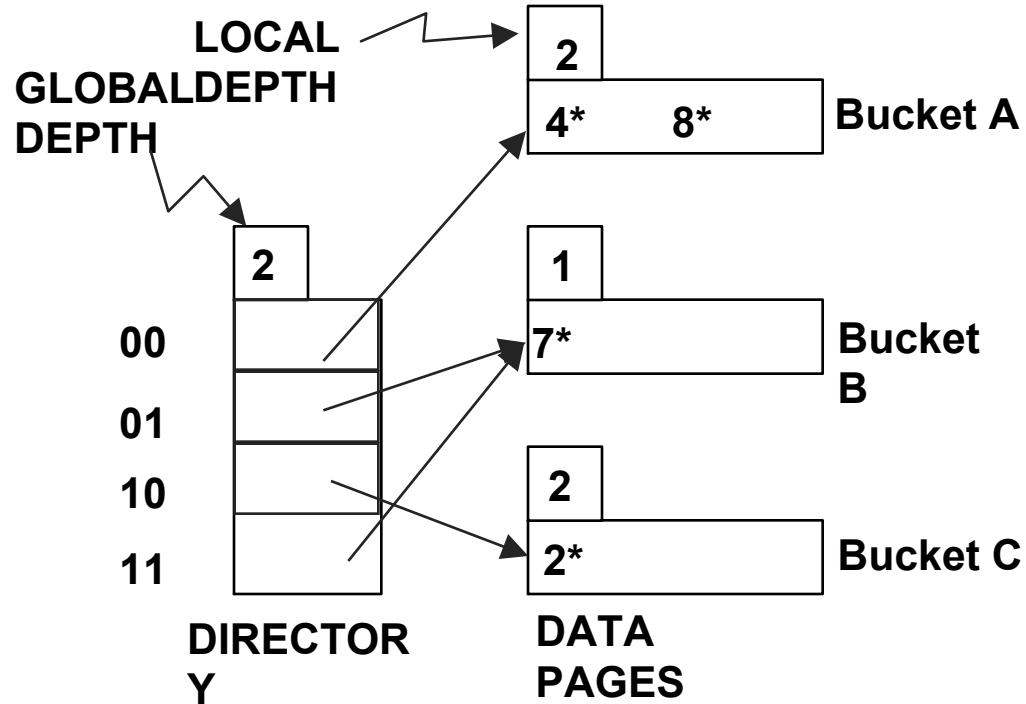 LOCAL
GLOBALDEPTH
DEPTH
2
4* 8*
Bucket A
2
00
01
10
11
DIRECTOR
Y
1
7*
Bucket
B
2
2*
Bucket C
DATA
PAGES